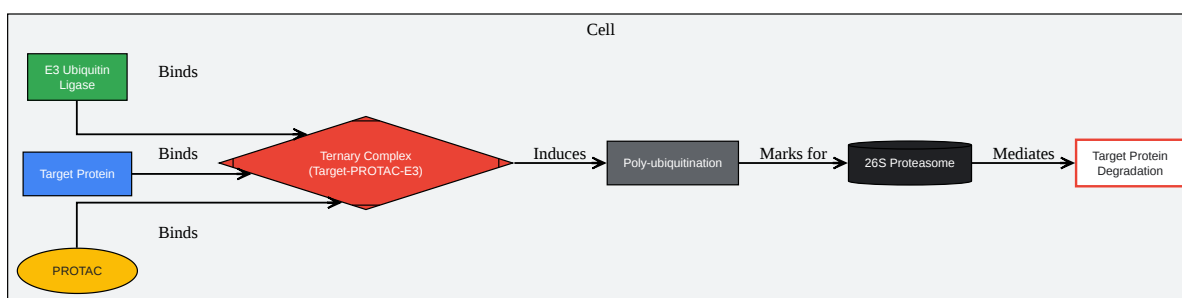 Cell
E3 Ubiquitin
Ligase
Binds
Target Protein
Binds
PROTAC
Binds
Ternary Complex
(Target-PROTAC-E3)
Induces
Poly-ubiquitination
Marks for
26S Proteasome
Mediates
Target Protein
Degradation